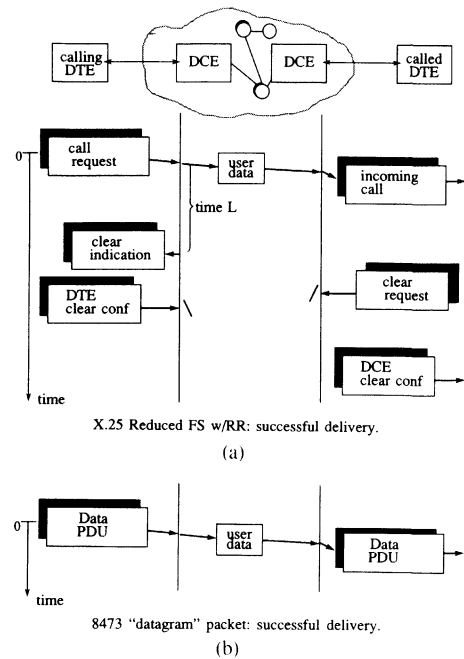 (a)
calling
DTE
DCE
DCE
called
DTE
0
call
request
user
data
incoming
call
time L
clear
indication
clear
request
DTE
clear conf
DCE
clear conf
time
X.25 Reduced FS w/RR: successful delivery.
(a)
0
Data
PDU
user
data
Data
PDU
time
8473 "datagram" packet: successful delivery.
(b)